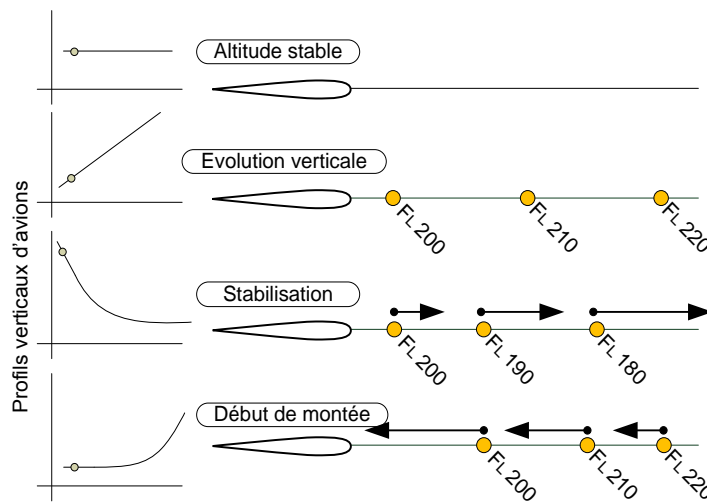 Profils verticaux d'avions
Altitude stable
Evolution verticale
FL 200
FL 210
FL 220
Stabilisation
FL 200
FL 190
FL 180
Début de montée
FL 200
FL 210
FL 220